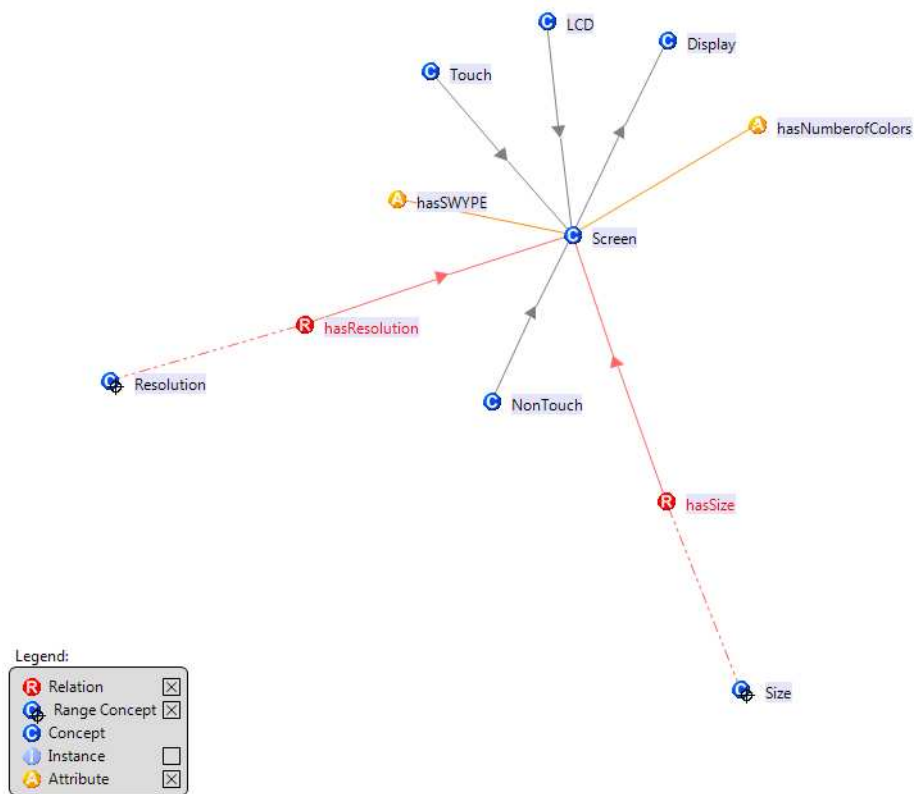 LCD
Display
Touch
hasNumberofColors
hasSWYPE
Screen
hasResolution
Resolution
NonTouch
hasSize
Size
Legend:
R Relation
C Range Concept
C Concept
I Instance
A Attribute